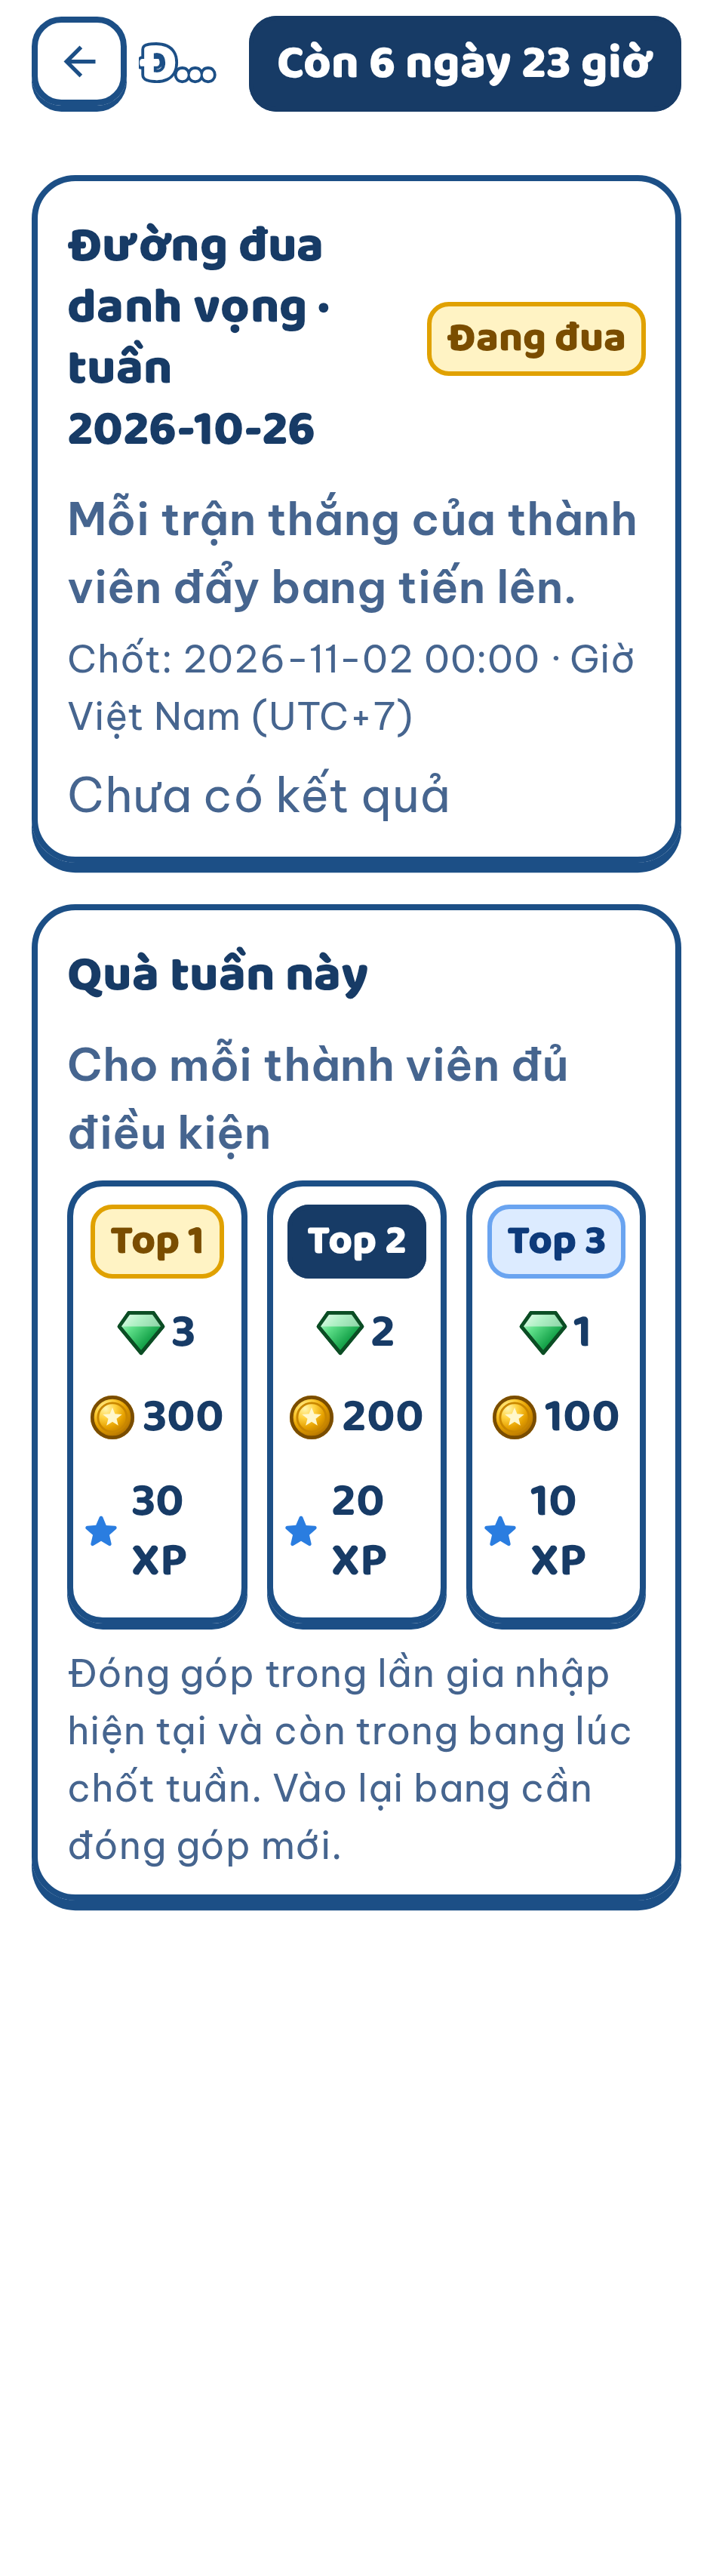 Đ...
Còn 6 ngày 23 giờ
Đường đua
danh vọng ·
tuần
2026-10-26
Đang đua
Mỗi trận thắng của thành
viên đẩy bang tiến lên.
Chốt: 2026-11-02 00:00 · Giờ
Việt Nam (UTC+7)
Chưa có kết quả
Quà tuần này
Cho mỗi thành viên đủ
điều kiện
Top 1
3
300
30
XP
Top 2
2
200
20
XP
Top 3
1
100
10
XP
Đóng góp trong lần gia nhập
hiện tại và còn trong bang lúc
chốt tuần. Vào lại bang cần
đóng góp mới.